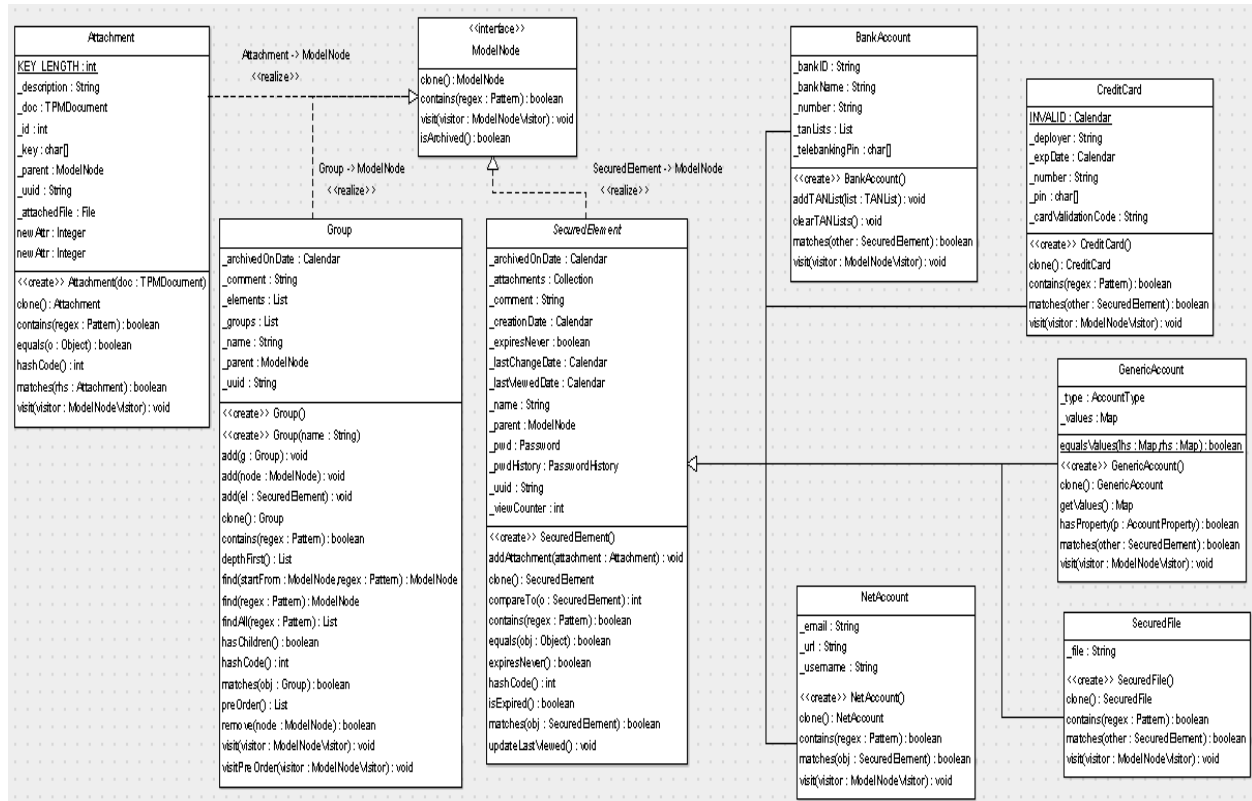 Attachment
KEY_LENGTH : int
_description : String
_doc : TPMDocument
_id : int
_key : char[]
_parent : ModelNode
_uuid : String
_attachedFile : File
newAttr : Integer
newAttr : Integer
<<create>> Attachment(doc : TPMDocument)
clone() : Attachment
contains(regex : Pattern) : boolean
equals(o : Object) : boolean
hashCode() : int
matches(rhs : Attachment) : boolean
visit(visitor : ModelNodeVisitor) : void
Attachment -> ModelNode
<<realize>>
<<interface>>
ModelNode
clone() : ModelNode
contains(regex : Pattern) : boolean
visit(visitor : ModelNodeVisitor) : void
isArchived() : boolean
Group -> ModelNode
<<realize>>
SecuredElement -> ModelNode
<<realize>>
Group
_archivedOnDate : Calendar
_comment : String
_elements : List
_groups : List
_name : String
_parent : ModelNode
_uuid : String
<<create>> Group()
<<create>> Group(name : String)
add(g : Group) : void
add(node : ModelNode) : void
add(el : SecuredElement) : void
clone() : Group
contains(regex : Pattern) : boolean
depthFirst() : List
find(startFrom : ModelNode,regex : Pattern) : ModelNode
find(regex : Pattern) : ModelNode
findAll(regex : Pattern) : List
hasChildren() : boolean
hashCode() : int
matches(obj : Group) : boolean
preOrder() : List
remove(node : ModelNode) : boolean
visit(visitor : ModelNodeVisitor) : void
visitPreOrder(visitor : ModelNodeVisitor) : void
SecuredElement
_archivedOnDate : Calendar
_attachments : Collection
_comment : String
_creationDate : Calendar
_expiresNever : boolean
_lastChangeDate : Calendar
_lastViewedDate : Calendar
_name : String
_parent : ModelNode
_pwd : Password
_pwdHistory : PasswordHistory
_uuid : String
_viewCounter : int
<<create>> SecuredElement()
addAttachment(attachment : Attachment) : void
clone() : SecuredElement
compareTo(o : SecuredElement) : int
contains(regex : Pattern) : boolean
equals(obj : Object) : boolean
expiresNever() : boolean
hashCode() : int
isExpired() : boolean
matches(obj : SecuredElement) : boolean
updateLastViewed() : void
BankAccount
_bankID : String
_bankName : String
_number : String
_tanLists : List
_telebankingPin : char[]
<<create>> BankAccount()
addTANList(list : TANList) : void
clearTANLists() : void
matches(other : SecuredElement) : boolean
visit(visitor : ModelNodeVisitor) : void
CreditCard
INVALID : Calendar
_deployer : String
_expDate : Calendar
_number : String
_pin : char[]
_cardValidationCode : String
<<create>> CreditCard()
clone() : CreditCard
contains(regex : Pattern) : boolean
matches(other : SecuredElement) : boolean
visit(visitor : ModelNodeVisitor) : void
GenericAccount
_type : AccountType
_values : Map
equalsValues(lhs : Map,rhs : Map) : boolean
<<create>> GenericAccount()
clone() : GenericAccount
getValues() : Map
hasProperty(p : AccountProperty) : boolean
matches(other : SecuredElement) : boolean
visit(visitor : ModelNodeVisitor) : void
NetAccount
_email : String
_url : String
_username : String
<<create>> NetAccount()
clone() : NetAccount
contains(regex : Pattern) : boolean
matches(obj : SecuredElement) : boolean
visit(visitor : ModelNodeVisitor) : void
SecuredFile
_file : String
<<create>> SecuredFile()
clone() : SecuredFile
contains(regex : Pattern) : boolean
matches(other : SecuredElement) : boolean
visit(visitor : ModelNodeVisitor) : void